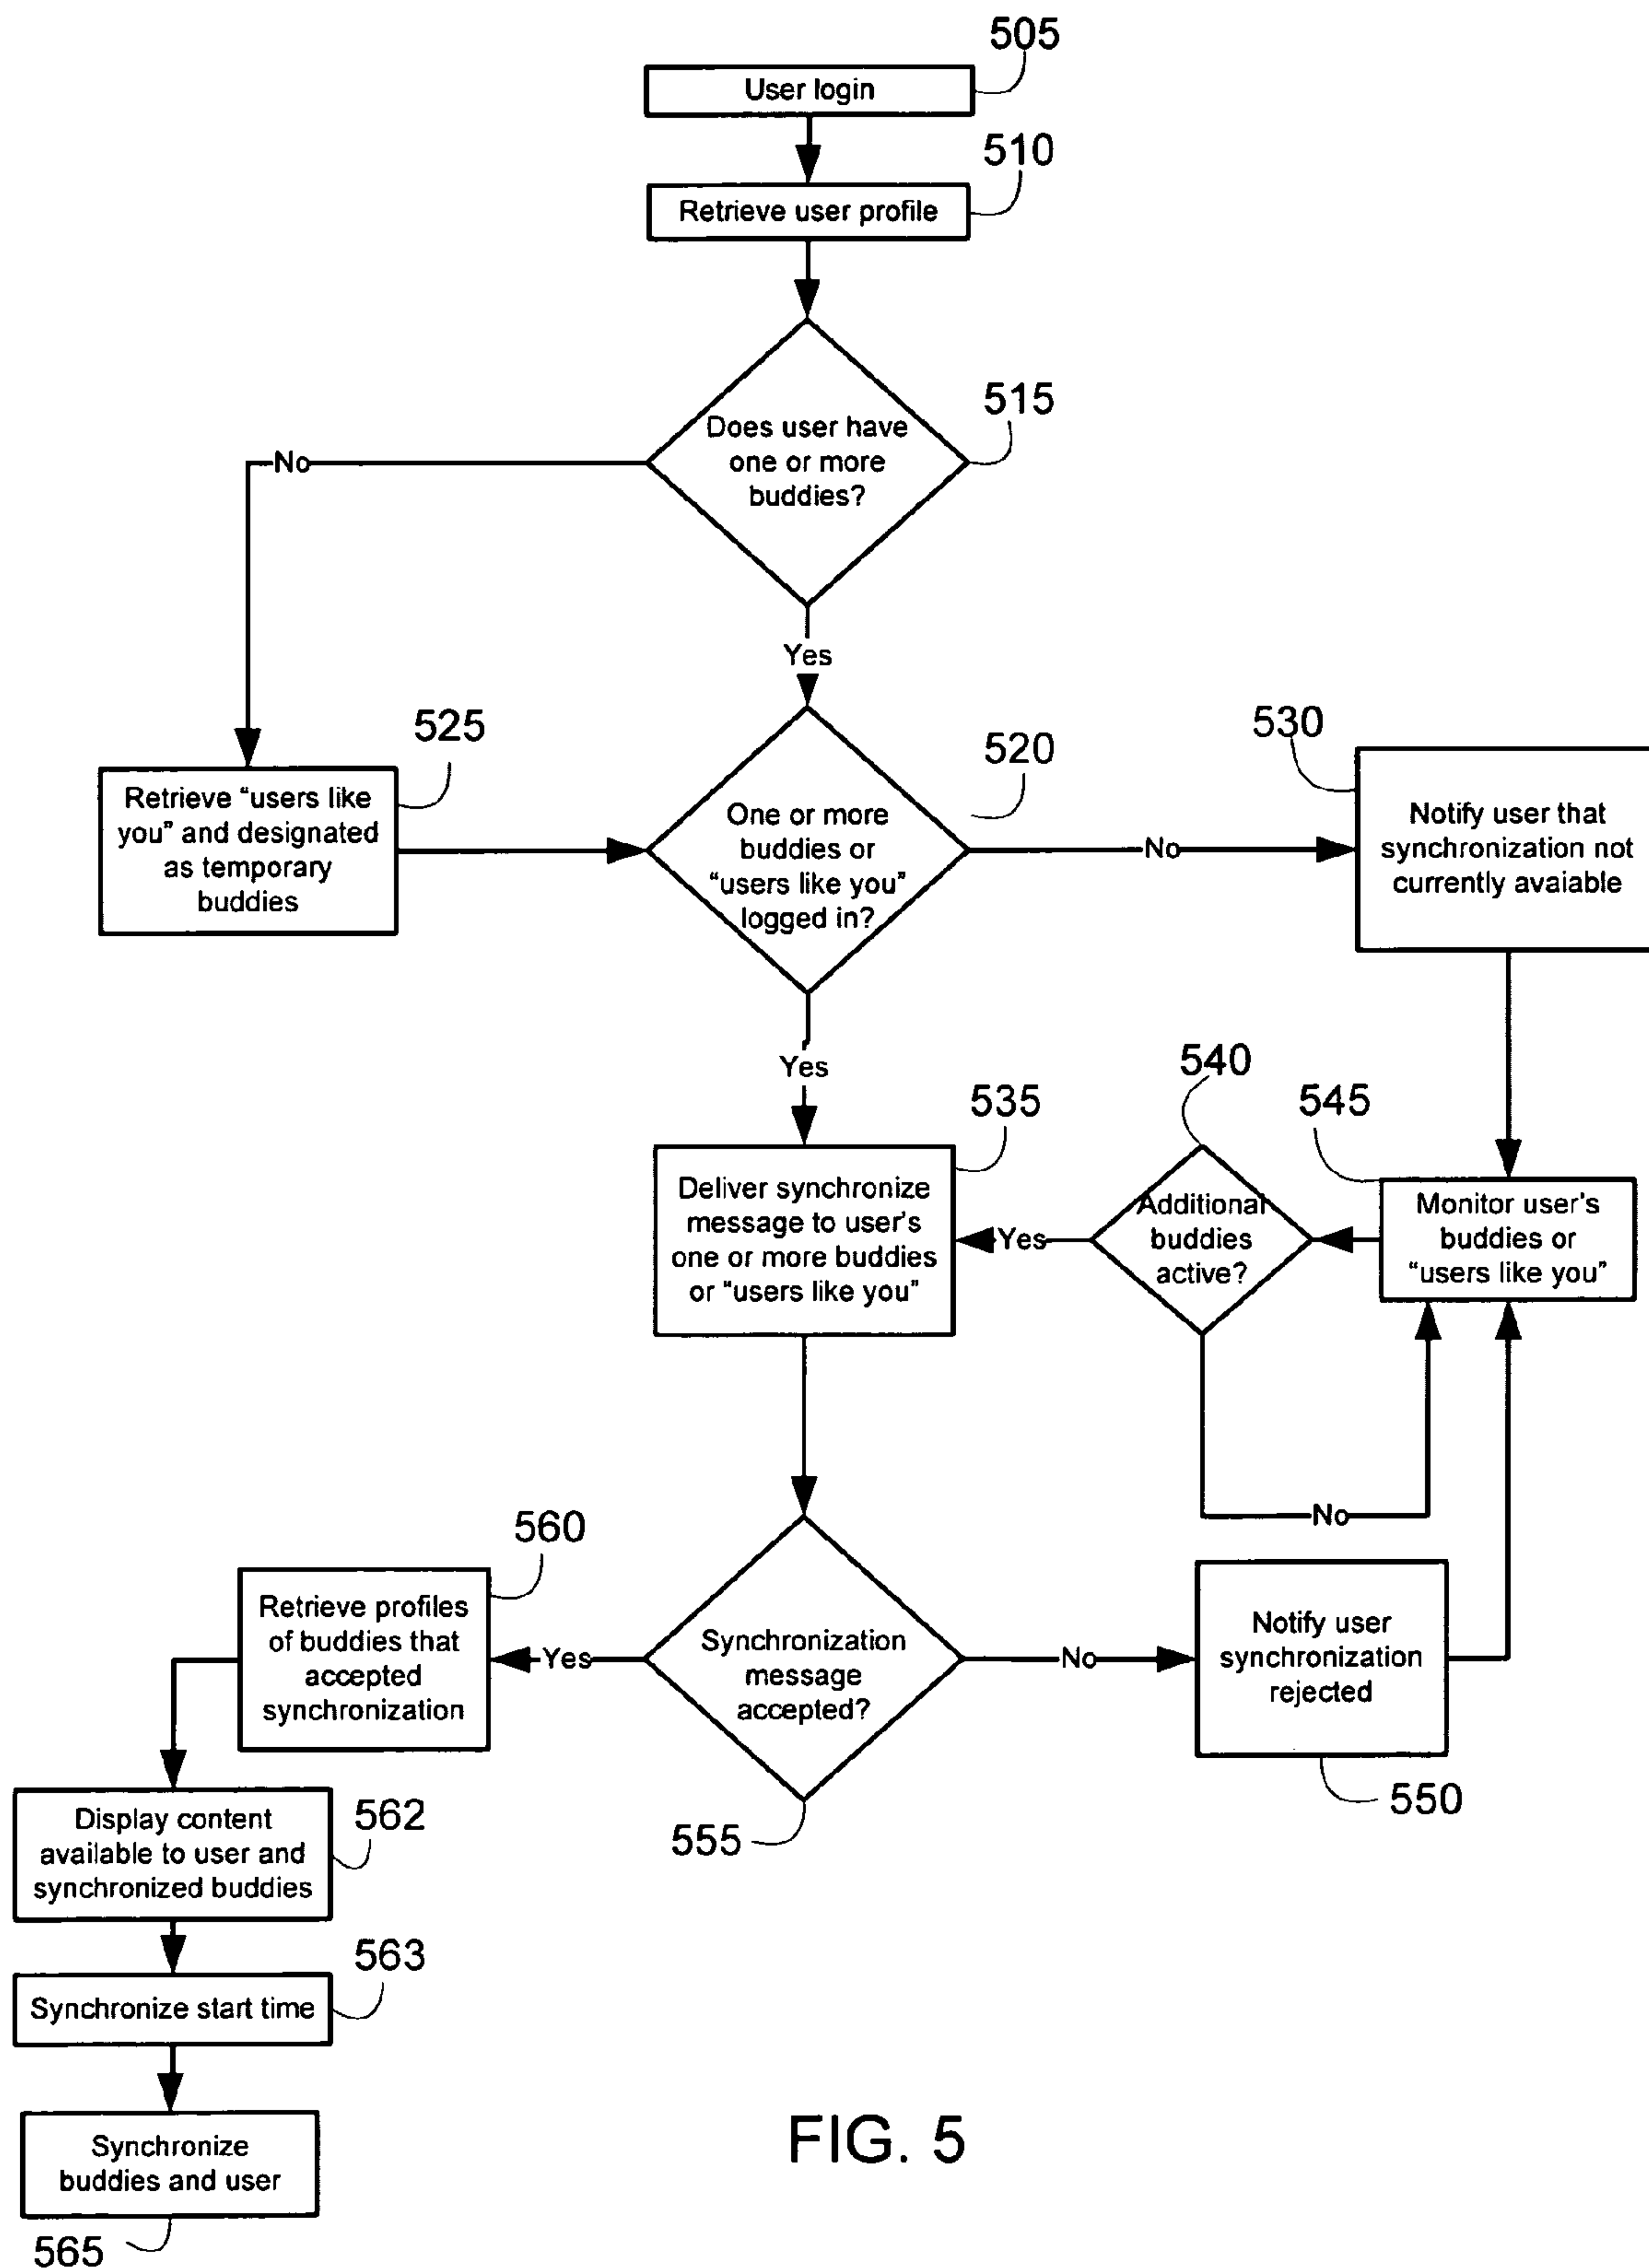 505
User login
510
Retrieve user profile
515
Does user have
one or more
buddies?
No
Yes
525
Retrieve “users like
you” and designated
as temporary
buddies
520
One or more
buddies or
“users like you”
logged in?
No
530
Notify user that
synchronization not
currently avaiable
Yes
535
Deliver synchronize
message to user's
one or more buddies
or “users like you”
540
Additional
buddies
active?
Yes
No
545
Monitor user's
buddies or
“users like you”
560
Retrieve profiles
of buddies that
accepted
synchronization
Yes
Synchronization
message
accepted?
555
No
Notify user
synchronization
rejected
550
Display content
available to user and
synchronized buddies
562
563
Synchronize start time
Synchronize
buddies and user
565
FIG. 5